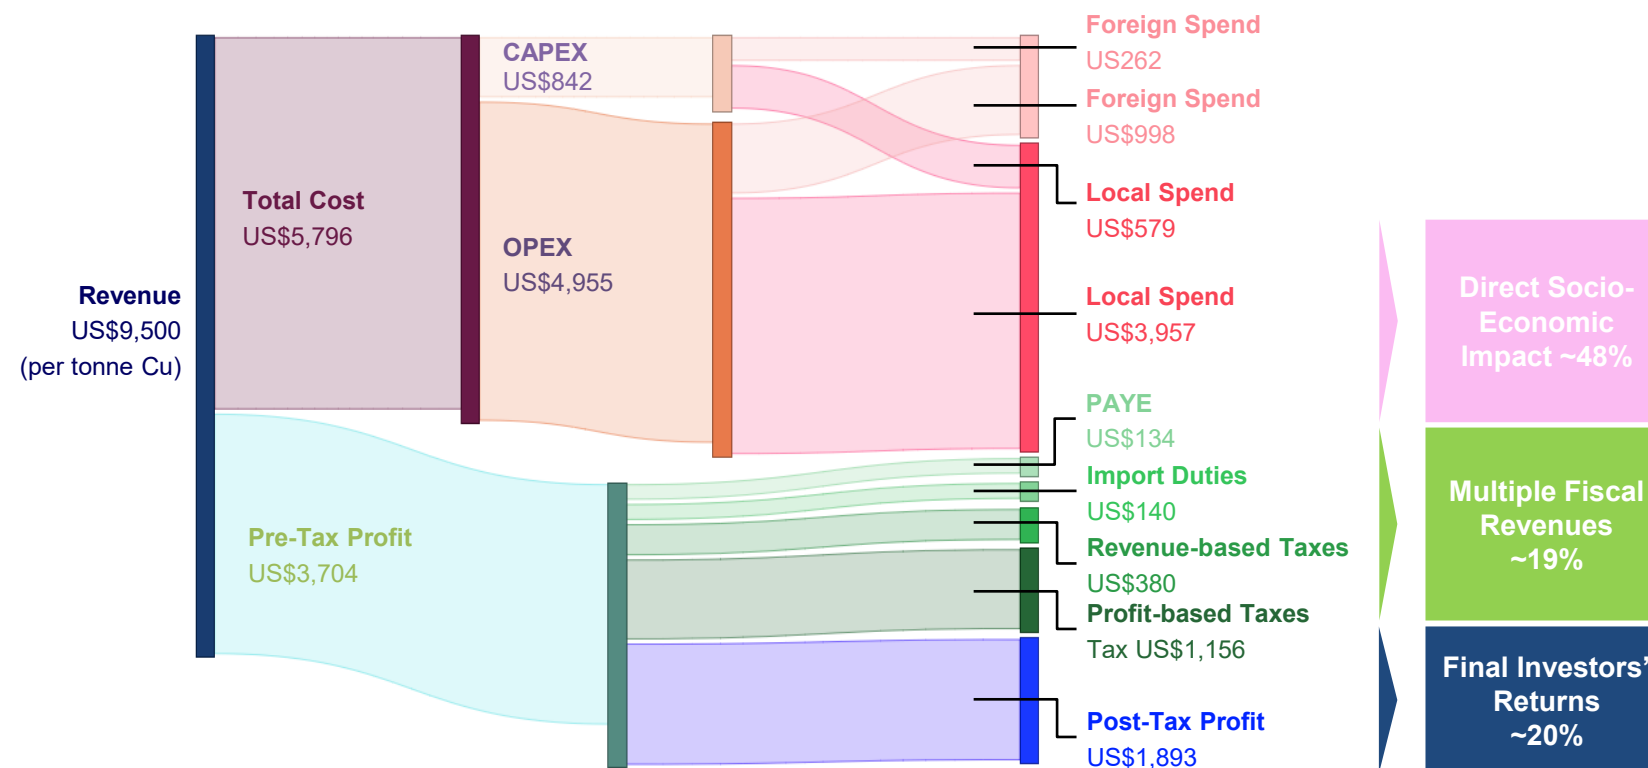 Revenue
US$9,500
(per tonne Cu)
Total Cost
US$5,796
Pre-Tax Profit
US$3,704
CAPEX
US$842
OPEX
US$4,955
Foreign Spend
US262
Foreign Spend
US$998
Local Spend
US$579
Local Spend
US$3,957
PAYE
US$134
Import Duties
US$140
Revenue-based Taxes
US$380
Profit-based Taxes
Tax US$1,156
Post-Tax Profit
US$1,893
Direct Socio-
Economic
Impact ~48%
Multiple Fiscal
Revenues
~19%
Final Investors’
Returns
~20%